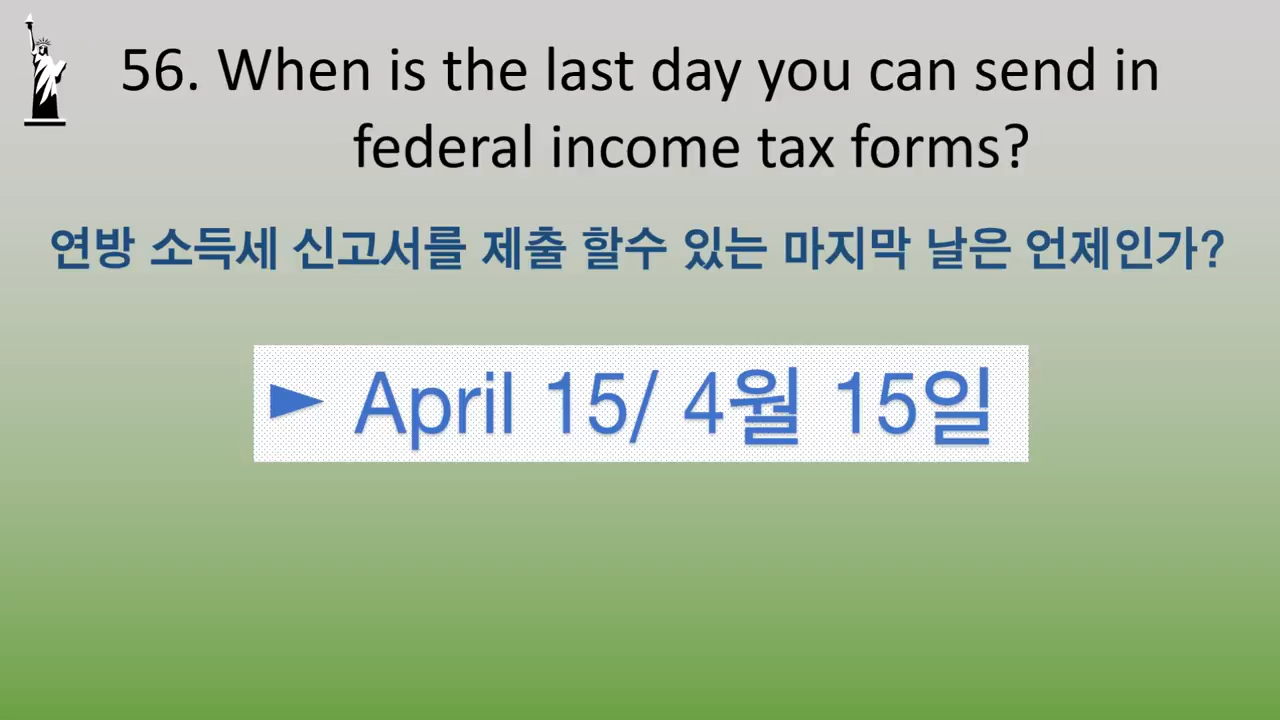 56. When is the last day you can send in
federal income tax forms?
연방 소득세 신고서를 제출 할수 있는 마지막 날은 언제인가?
► April 15/ 4월 15일